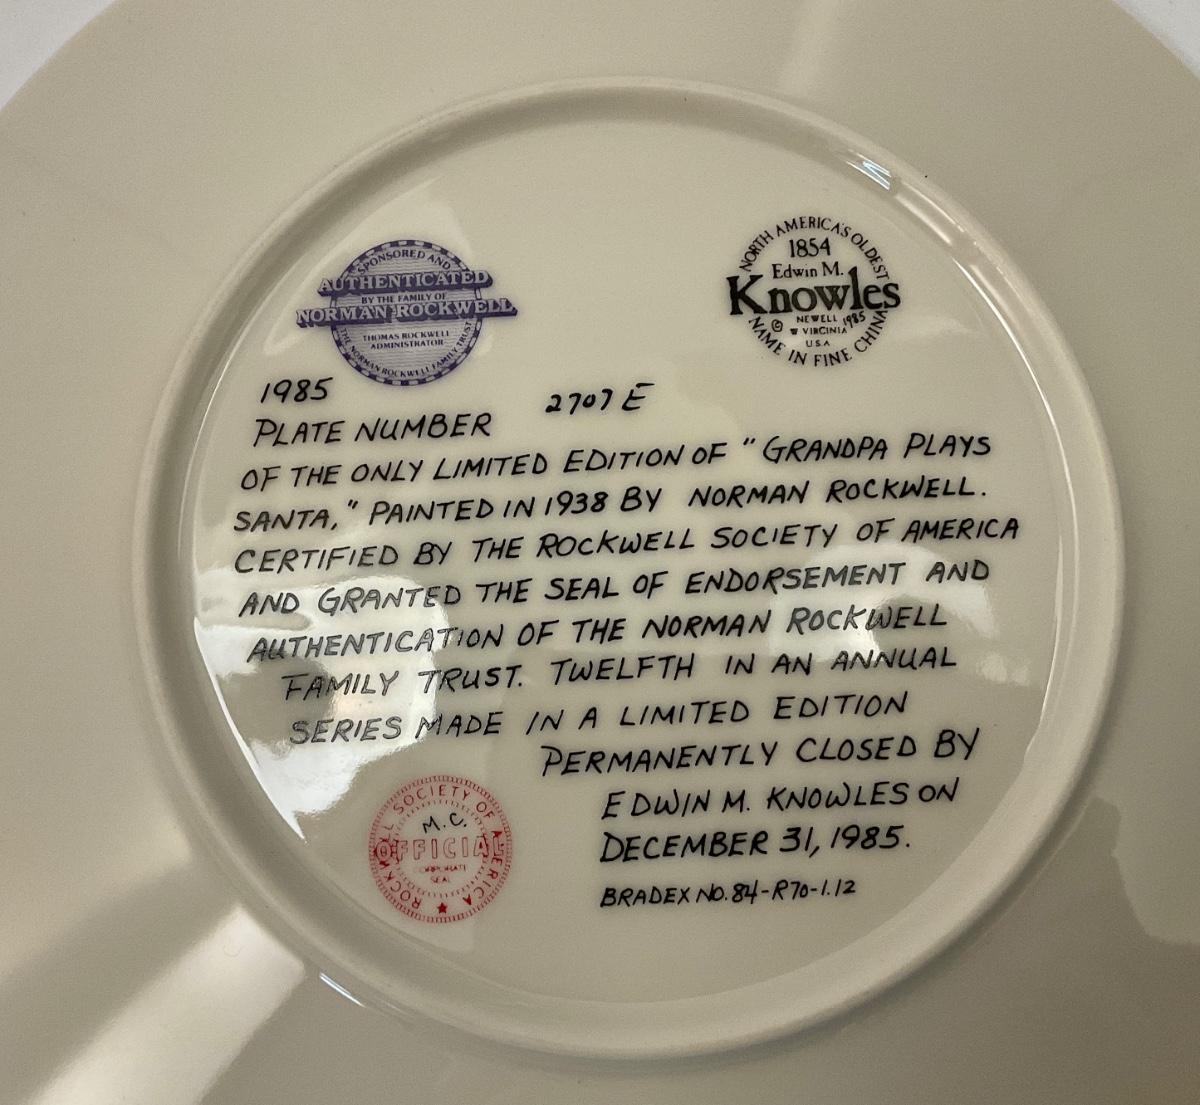 SPONSORED AND
AUTHENTICATED
BY THE FAMILY OF
NORMAN ROCKWELL
THOMAS ROCKWELL
ADMINISTRATOR
THE NORMAN ROCKWELL FAMILY TRUST
NORTH AMERICA'S OLDEST
1854
Edwin M.
Knowles
© NEWELL 1985
W VIRGINIA
U.S.A
NAME IN FINE CHINA
1985
PLATE NUMBER 2707 E
OF THE ONLY LIMITED EDITION OF "GRANDPA PLAYS
SANTA," PAINTED IN 1938 BY NORMAN ROCKWELL.
CERTIFIED BY THE ROCKWELL SOCIETY OF AMERICA
AND GRANTED THE SEAL OF ENDORSEMENT AND
AUTHENTICATION OF THE NORMAN ROCKWELL
FAMILY TRUST. TWELFTH IN AN ANNUAL
SERIES MADE IN A LIMITED EDITION
PERMANENTLY CLOSED BY
EDWIN M. KNOWLES ON
DECEMBER 31, 1985.
BRADEX NO. 84-R70-1.12
ROCKWELL SOCIETY OF AMERICA
M.C.
OFFICIAL
CORPORATE
SEAL